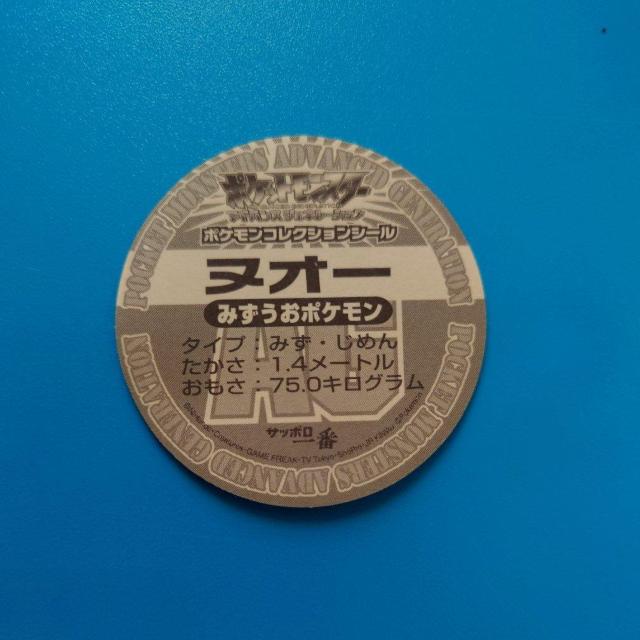 POCKET MONSTERS ADVANCED GENERATION
ポケットモンスター
アドバンスジェネレーション
ポケモンコレクションシール
ヌオー
みずうおポケモン
AG
タイプ：みず・じめん
たかさ：1.4メートル
おもさ：75.0キログラム
サッポロ
一番
POCKET MONSTERS ADVANCED GENERATION